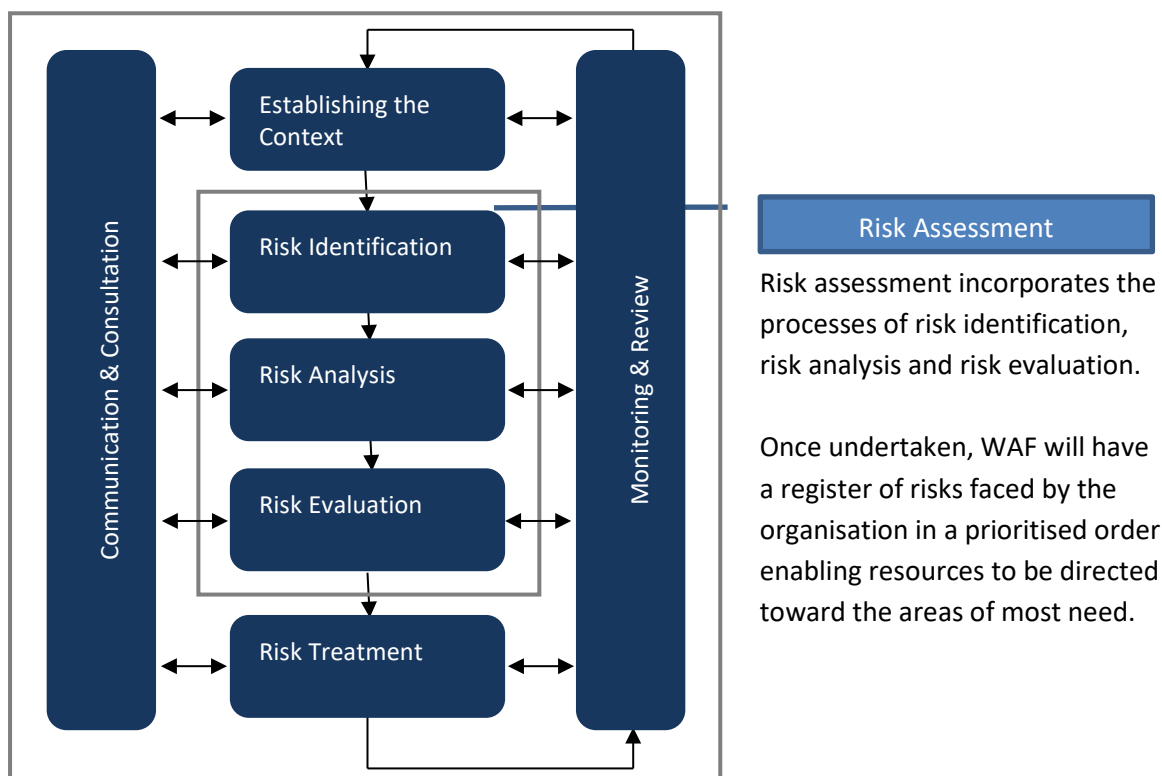 Establishing the
Context
Risk Identification
Risk Analysis
Risk Evaluation
Risk Treatment
Communication & Consultation
Monitoring & Review
Risk Assessment
Risk assessment incorporates the
processes of risk identification,
risk analysis and risk evaluation.
Once undertaken, WAF will have
a register of risks faced by the
organisation in a prioritised order
enabling resources to be directed
toward the areas of most need.